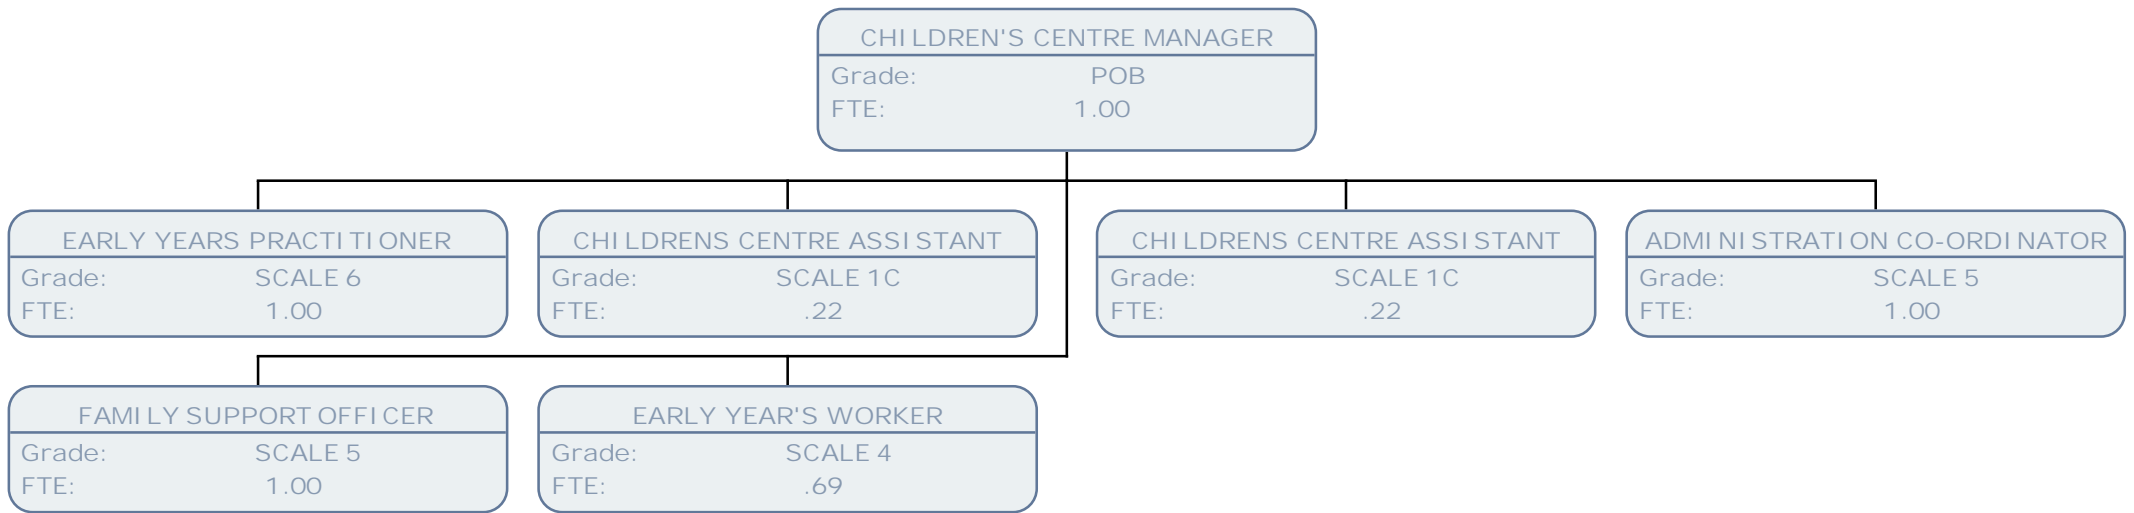 CHILDREN'S CENTRE MANAGER
Grade: POB
FTE: 1.00
EARLY YEARS PRACTITIONER
Grade: SCALE 6
FTE: 1.00
CHILDRENS CENTRE ASSISTANT
Grade: SCALE 1C
FTE: .22
CHILDRENS CENTRE ASSISTANT
Grade: SCALE 1C
FTE: .22
ADMINISTRATION CO-ORDINATOR
Grade: SCALE 5
FTE: 1.00
FAMILY SUPPORT OFFICER
Grade: SCALE 5
FTE: 1.00
EARLY YEAR'S WORKER
Grade: SCALE 4
FTE: .69